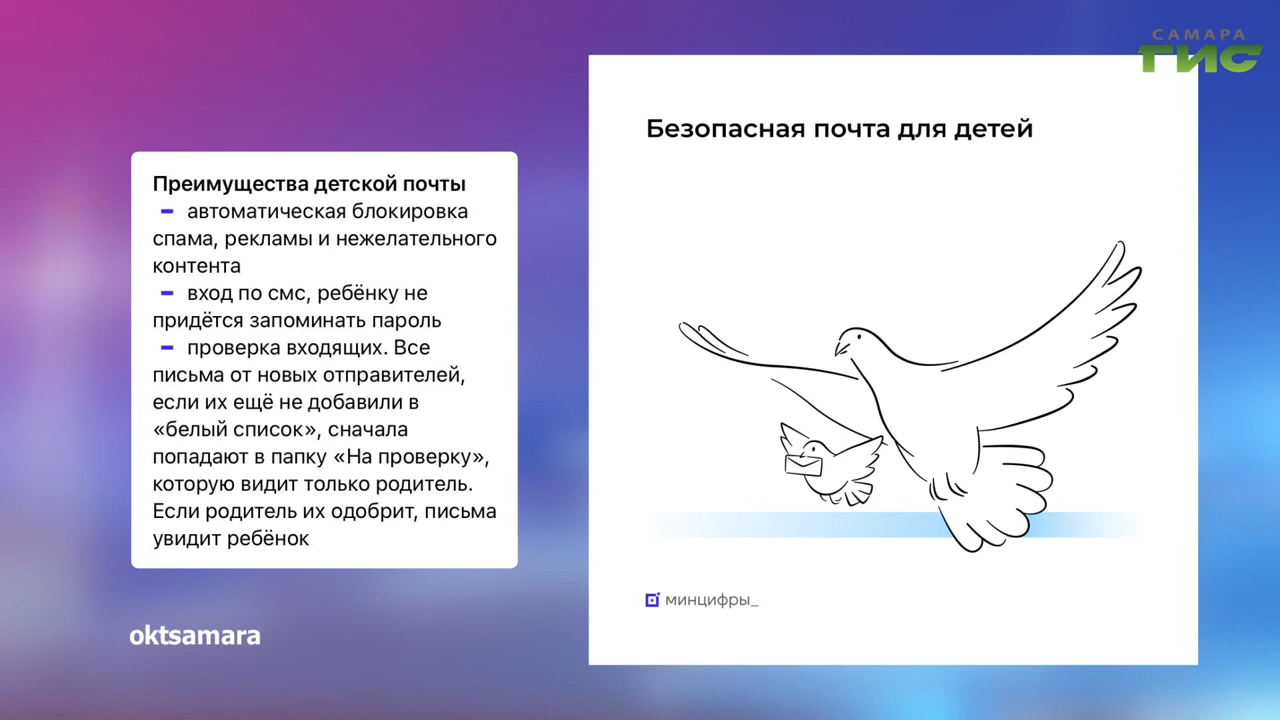 САМАРА
ГИС
Безопасная почта для детей
Преимущества детской почты
– автоматическая блокировка
спама, рекламы и нежелательного
контента
– вход по смс, ребёнку не
придётся запоминать пароль
– проверка входящих. Все
письма от новых отправителей,
если их ещё не добавили в
«белый список», сначала
попадают в папку «На проверку»,
которую видит только родитель.
Если родитель их одобрит, письма
увидит ребёнок
минцифры_
oktsamara